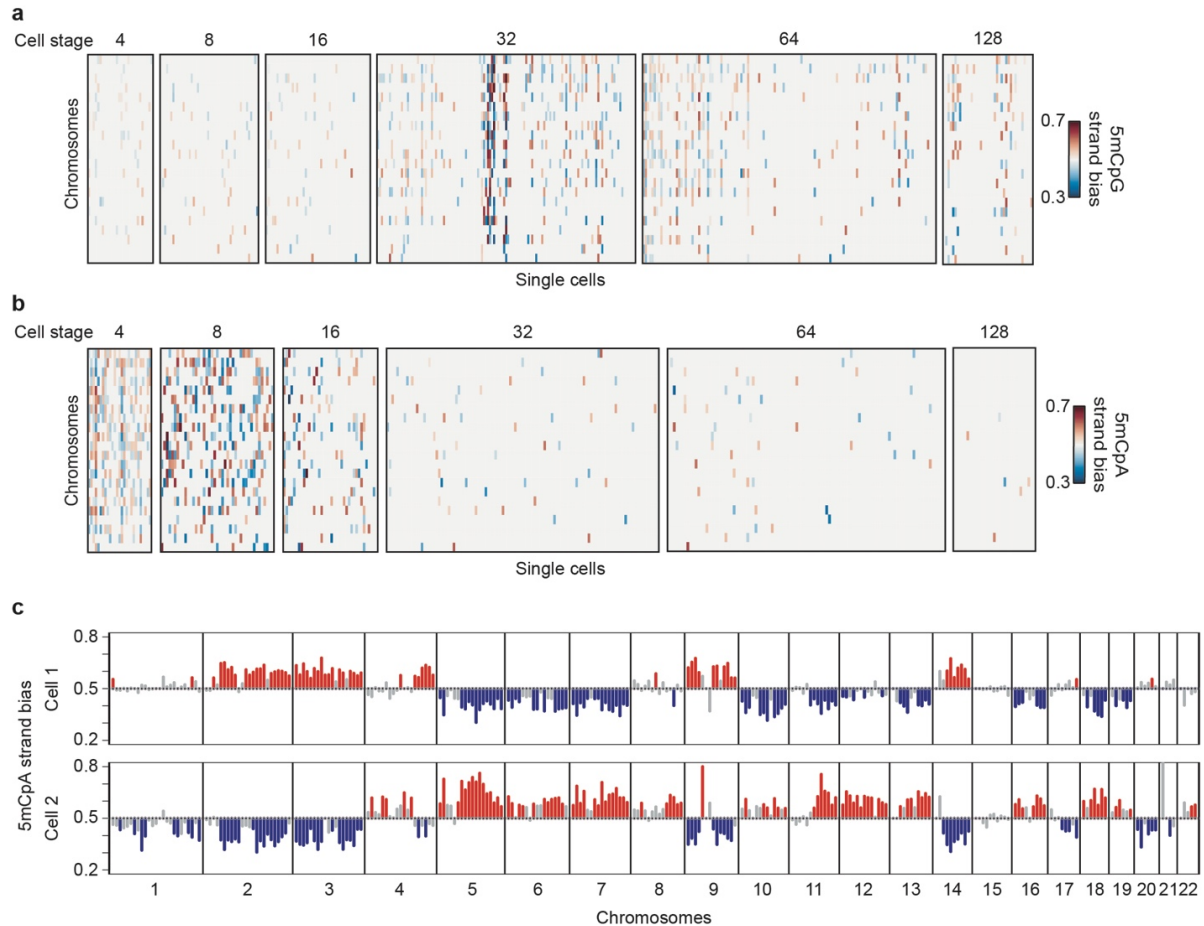 a
Cell stage 4 8 16 32 64 128
Chromosomes
0.7
0.3
5mCpG
strand bias
Single cells
b
Cell stage 4 8 16 32 64 128
Chromosomes
0.7
0.3
5mCpA
strand bias
Single cells
c
5mCpA strand bias
Cell 1
0.8
0.5
0.2
Cell 2
0.8
0.5
0.2
1 2 3 4 5 6 7 8 9 10 11 12 13 14 15 16 17 18 19 20 21 22
Chromosomes